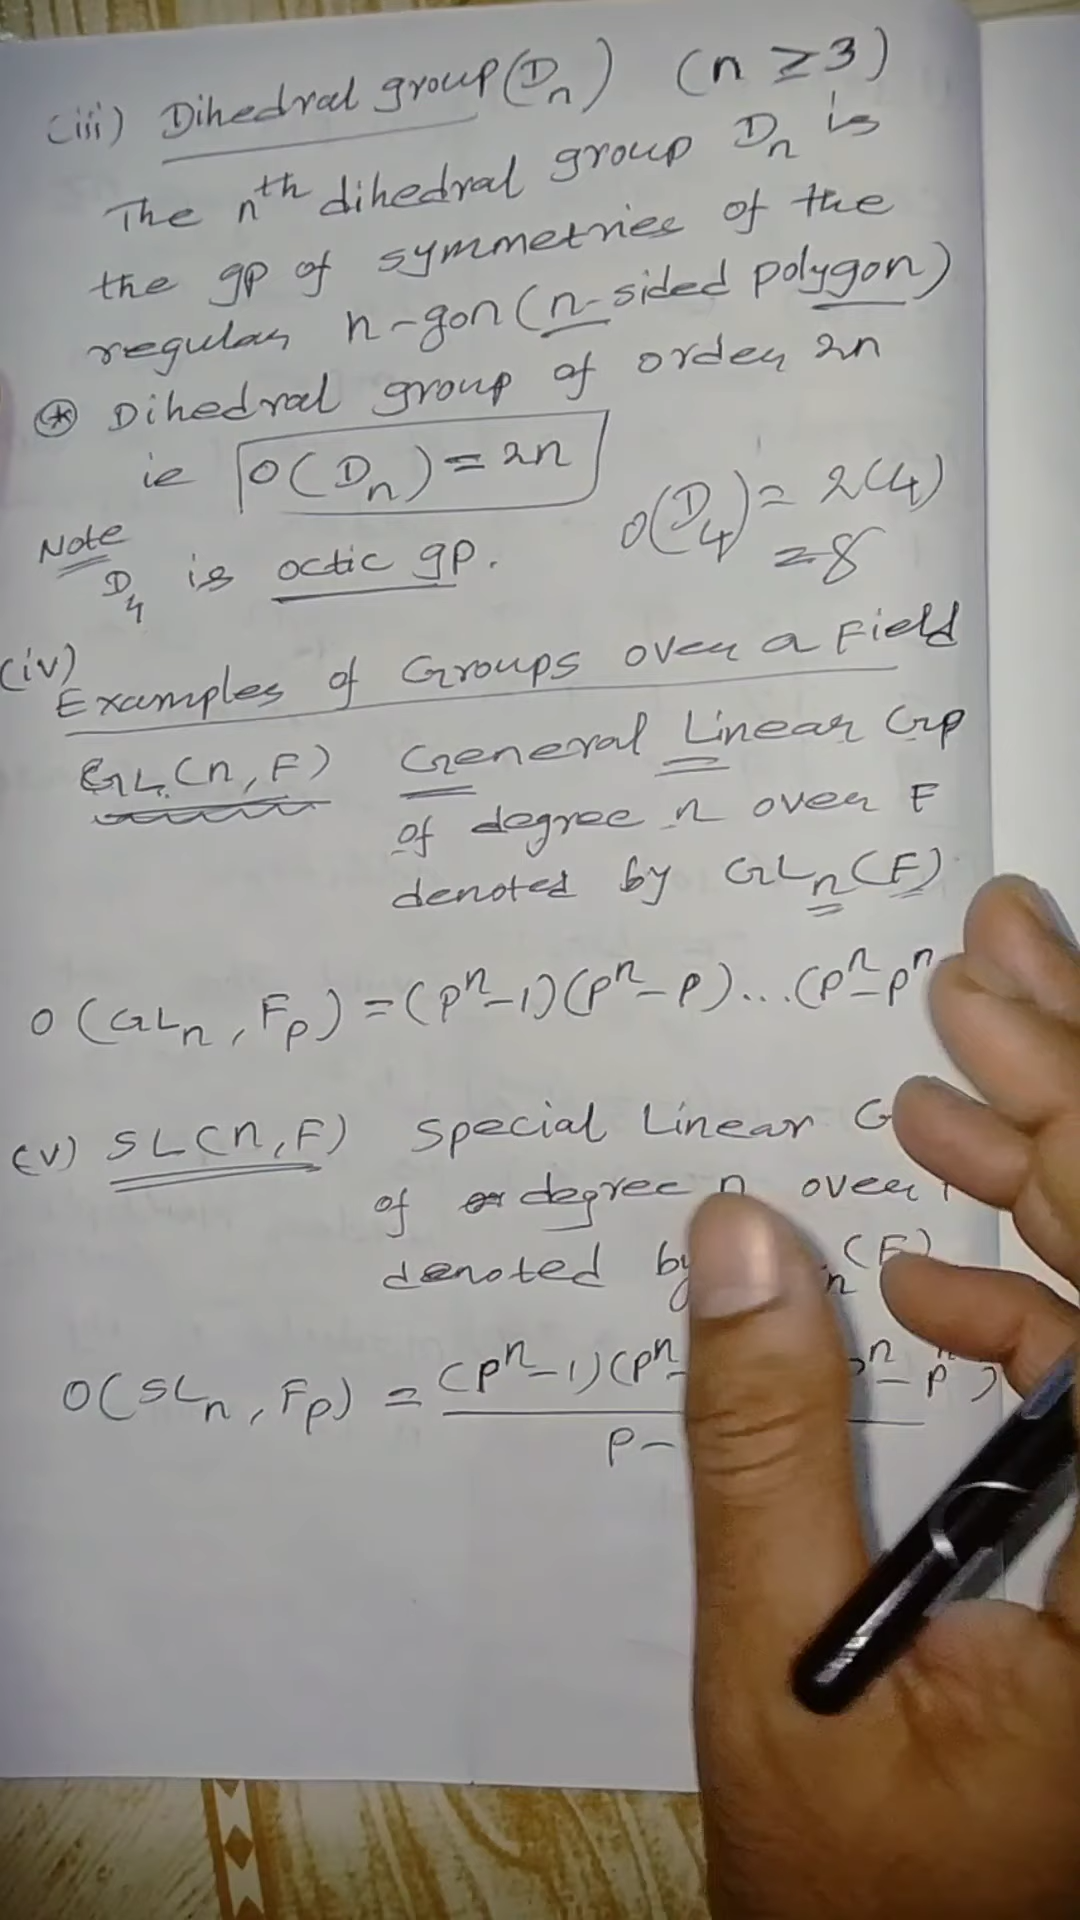 (iii) Dihedral group (Dn) (n ≥ 3)
The nth dihedral group Dn is
the gp of symmetries of the
regular n-gon (n-sided polygon)
⊛ Dihedral group of order 2n
ie O(Dn) = 2n
O(D4) = 2(4)
= 8
Note
D4 is octic gp.
(iv)
Examples of Groups over a Field
GL(n, F) General Linear Gp
of degree n over F
denoted by GLn(F)
O(GLn, Fp) = (p^n-1)(p^n-p)...(p^n-p^n
(v) SL(n, F) Special Linear G
of degree n over
denoted by n(F)
O(SLn, Fp) = (p^n-1)(p^n- n-p^n)
p-